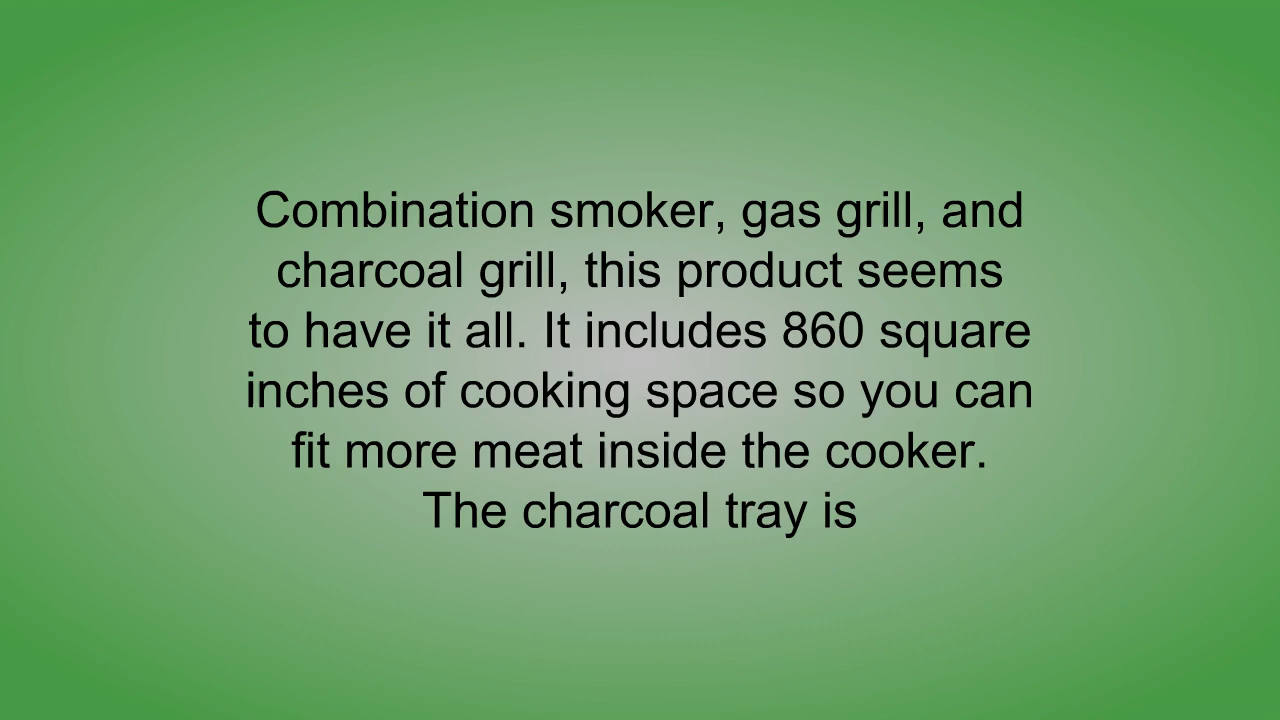 Combination smoker, gas grill, and
charcoal grill, this product seems
to have it all. It includes 860 square
inches of cooking space so you can
fit more meat inside the cooker.
The charcoal tray is